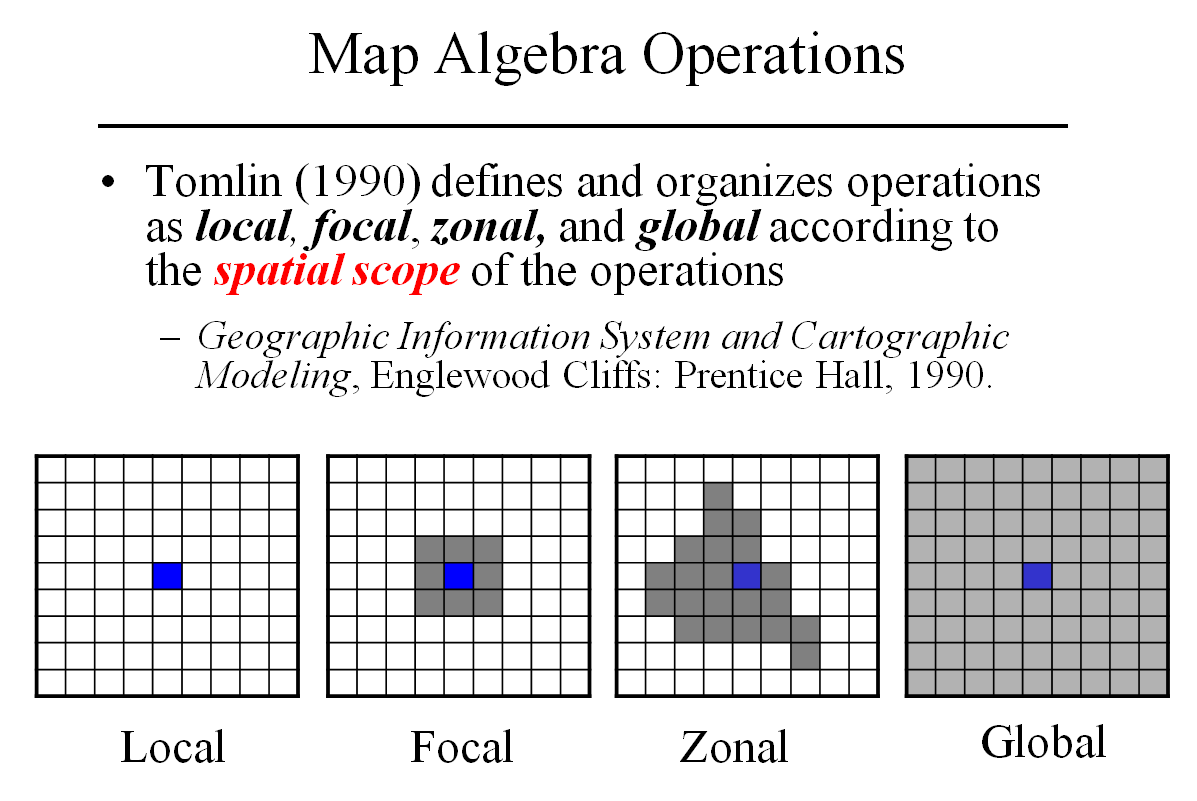 Map Algebra Operations
• Tomlin (1990) defines and organizes operations
as local, focal, zonal, and global according to
the spatial scope of the operations
– Geographic Information System and Cartographic
Modeling, Englewood Cliffs: Prentice Hall, 1990.
Local
Focal
Zonal
Global